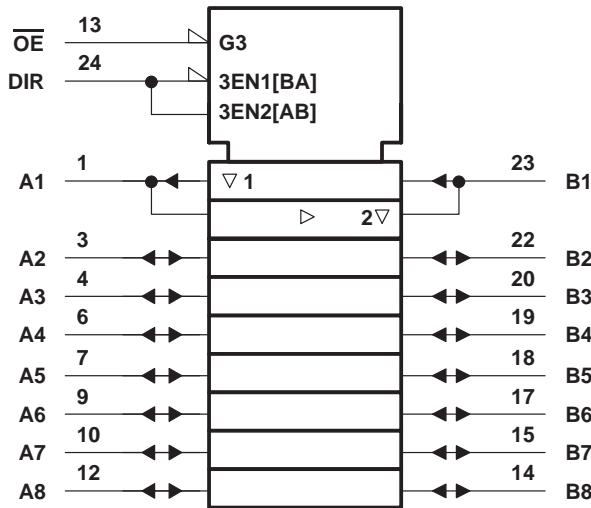 13
O̅E̅ G3
24
DIR 3EN1[BA]
3EN2[AB]
1 23
A1 ▽ 1 B1
▷ 2▽
3 22
A2 B2
4 20
A3 B3
6 19
A4 B4
7 18
A5 B5
9 17
A6 B6
10 15
A7 B7
12 14
A8 B8